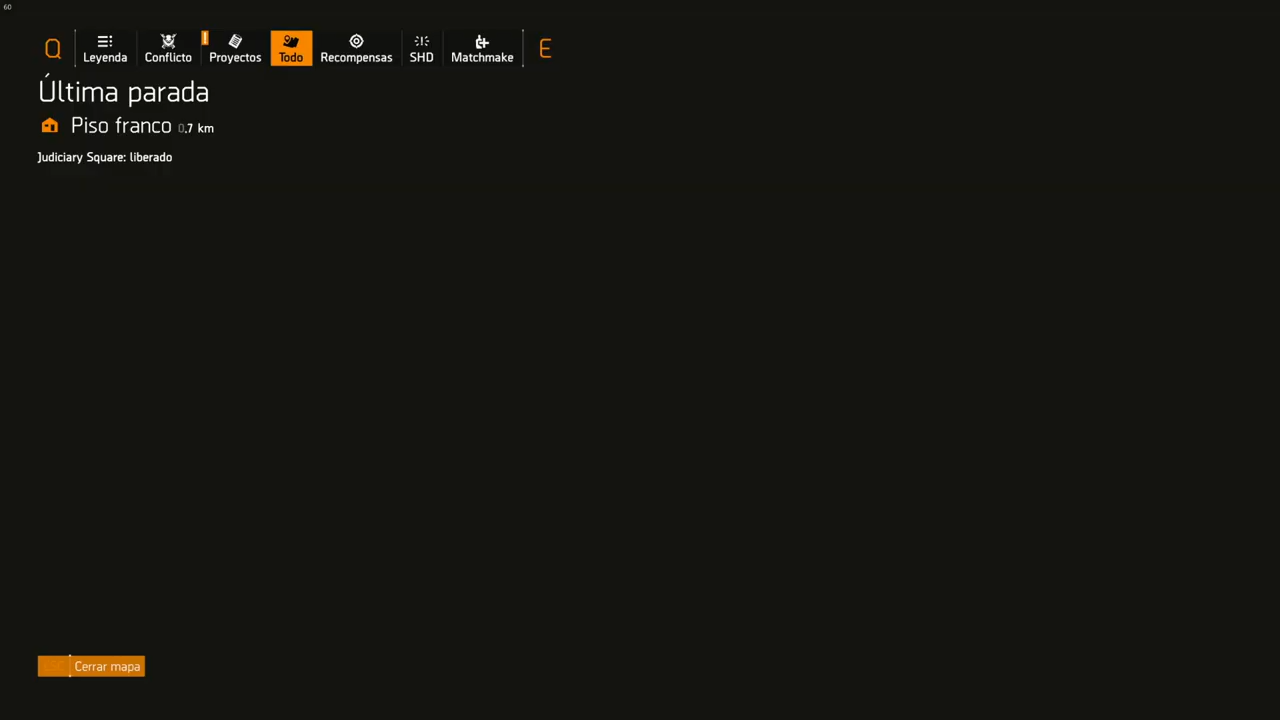 60
Q Leyenda Conflicto ! Proyectos Todo Recompensas SHD Matchmake E
Última parada
Piso franco 0.7 km
Judiciary Square: liberado
ESC Cerrar mapa